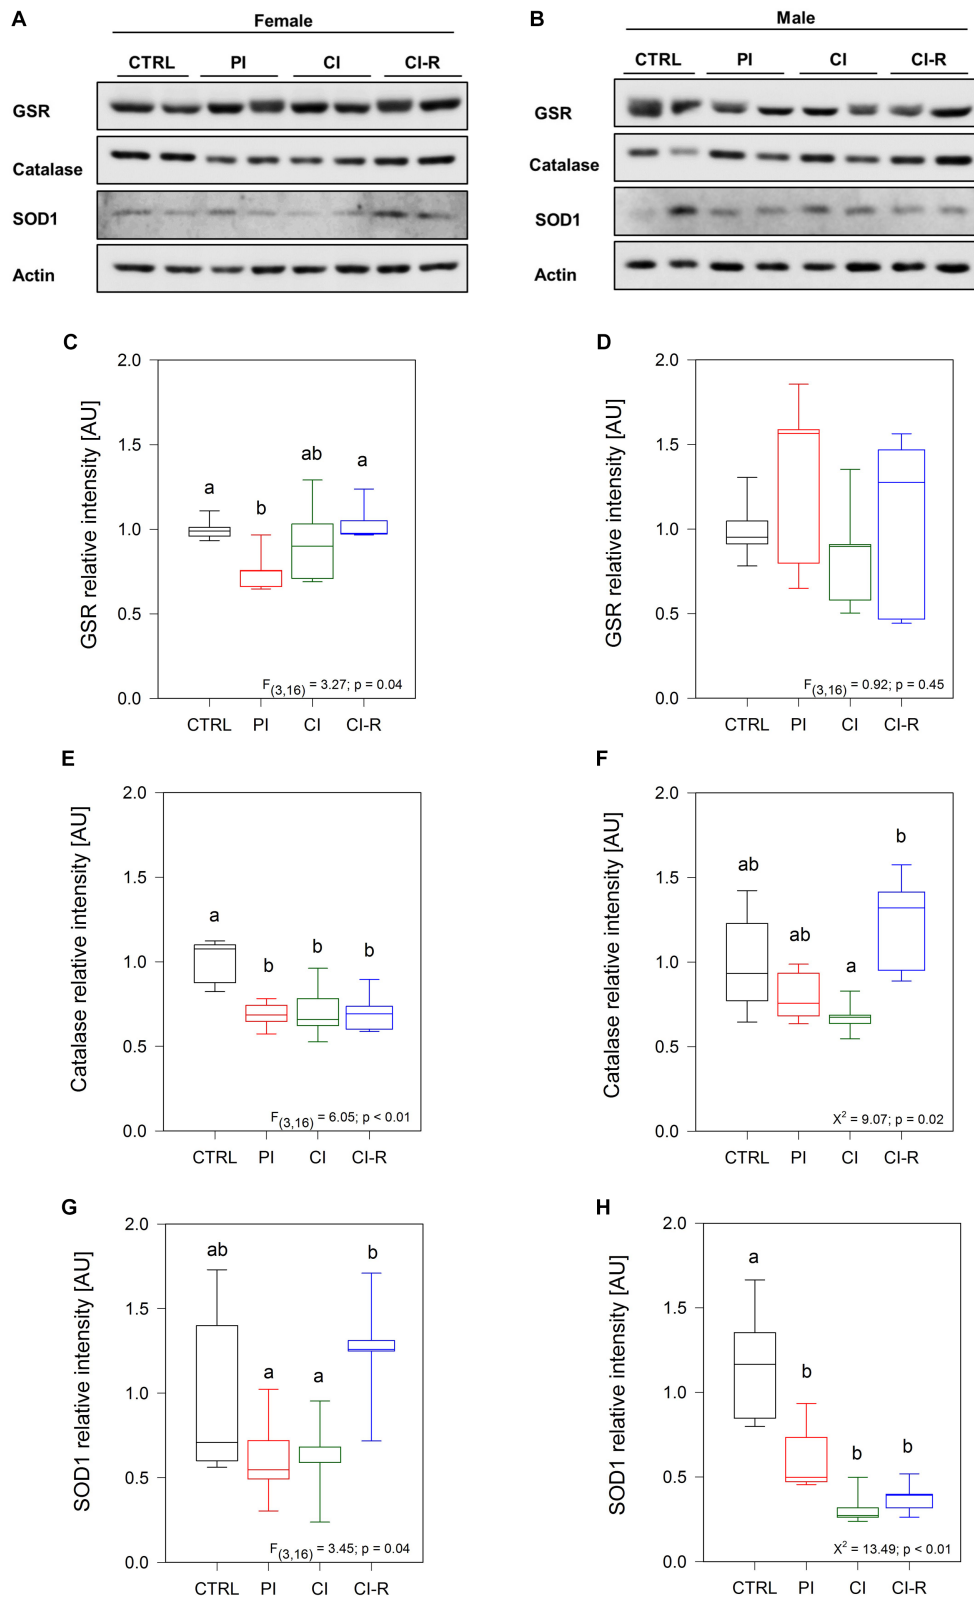 A
Female
CTRL PI CI CI-R
GSR
Catalase
SOD1
Actin
B
Male
CTRL PI CI CI-R
GSR
Catalase
SOD1
Actin
C
GSR relative intensity [AU]
2.0
1.5
1.0
0.5
0.0
a
b
ab
a
F(3,16) = 3.27; p = 0.04
CTRL PI CI CI-R
D
GSR relative intensity [AU]
2.0
1.5
1.0
0.5
0.0
F(3,16) = 0.92; p = 0.45
CTRL PI CI CI-R
E
Catalase relative intensity [AU]
2.0
1.5
1.0
0.5
0.0
a
b
b
b
F(3,16) = 6.05; p < 0.01
CTRL PI CI CI-R
F
Catalase relative intensity [AU]
2.0
1.5
1.0
0.5
0.0
ab
ab
a
b
X² = 9.07; p = 0.02
CTRL PI CI CI-R
G
SOD1 relative intensity [AU]
2.0
1.5
1.0
0.5
0.0
ab
a
a
b
F(3,16) = 3.45; p = 0.04
CTRL PI CI CI-R
H
SOD1 relative intensity [AU]
2.0
1.5
1.0
0.5
0.0
a
b
b
b
X² = 13.49; p < 0.01
CTRL PI CI CI-R